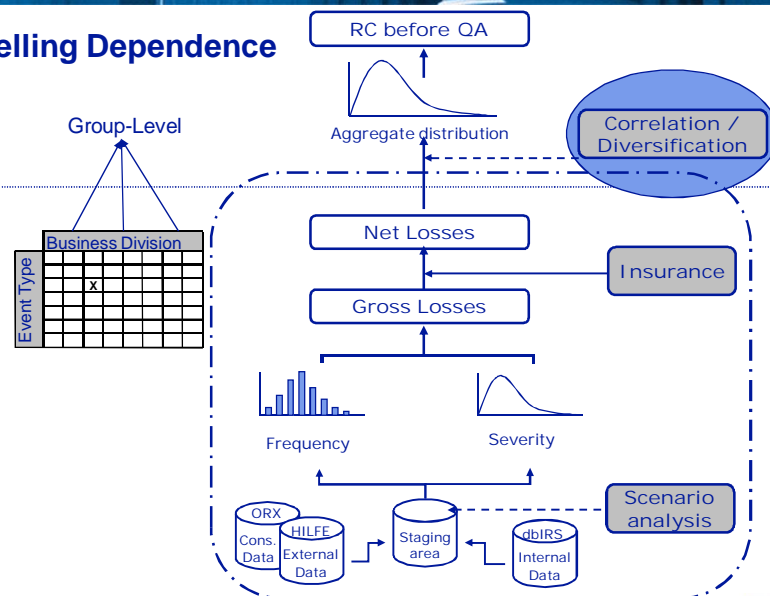 elling Dependence
RC before QA
Group-Level
Aggregate distribution
Correlation /
Diversification
Business Division
Event Type
X
Net Losses
Insurance
Gross Losses
Frequency
Severity
Scenario
analysis
ORX
Cons.
Data
HILFE
External
Data
Staging
area
dbIRS
Internal
Data